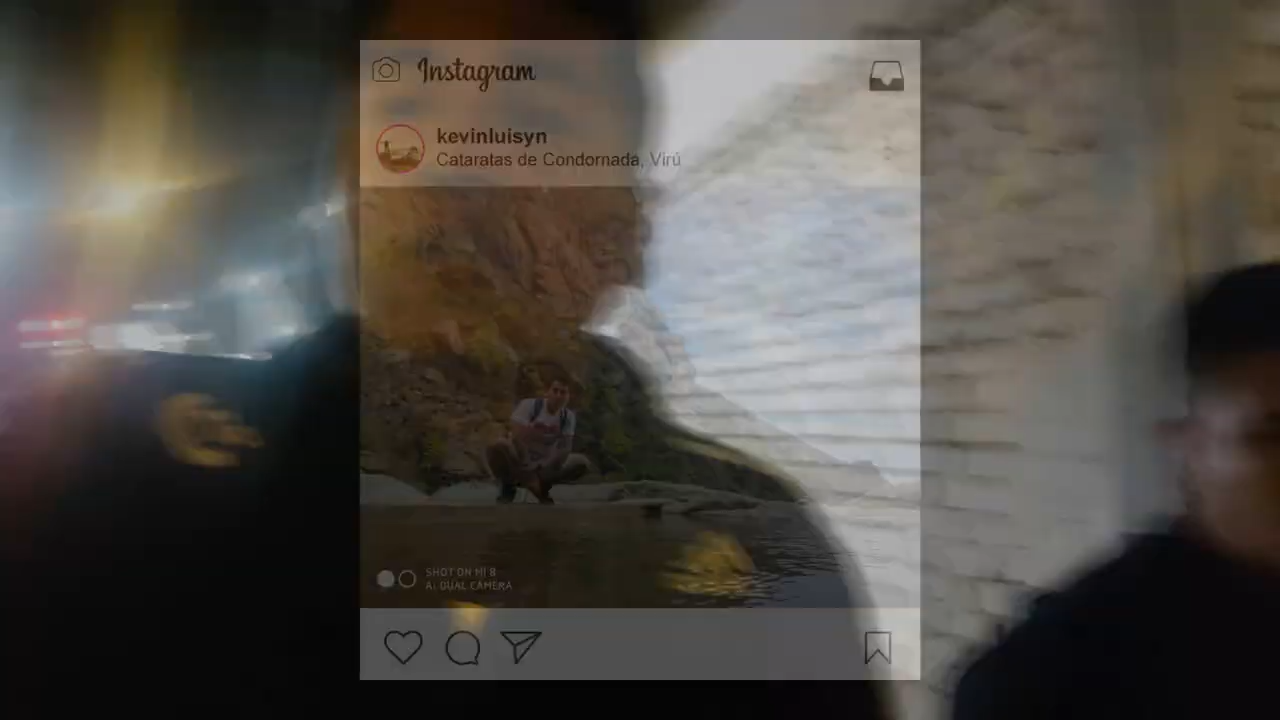 Instagram
kevinluisyn
Cataratas de Condornada, Virú
SHOT ON MI 8
AI DUAL CAMERA